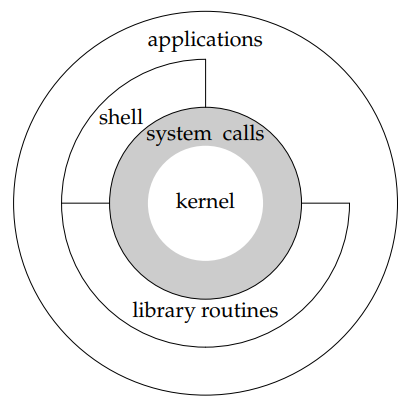 applications
shell
system calls
kernel
library routines